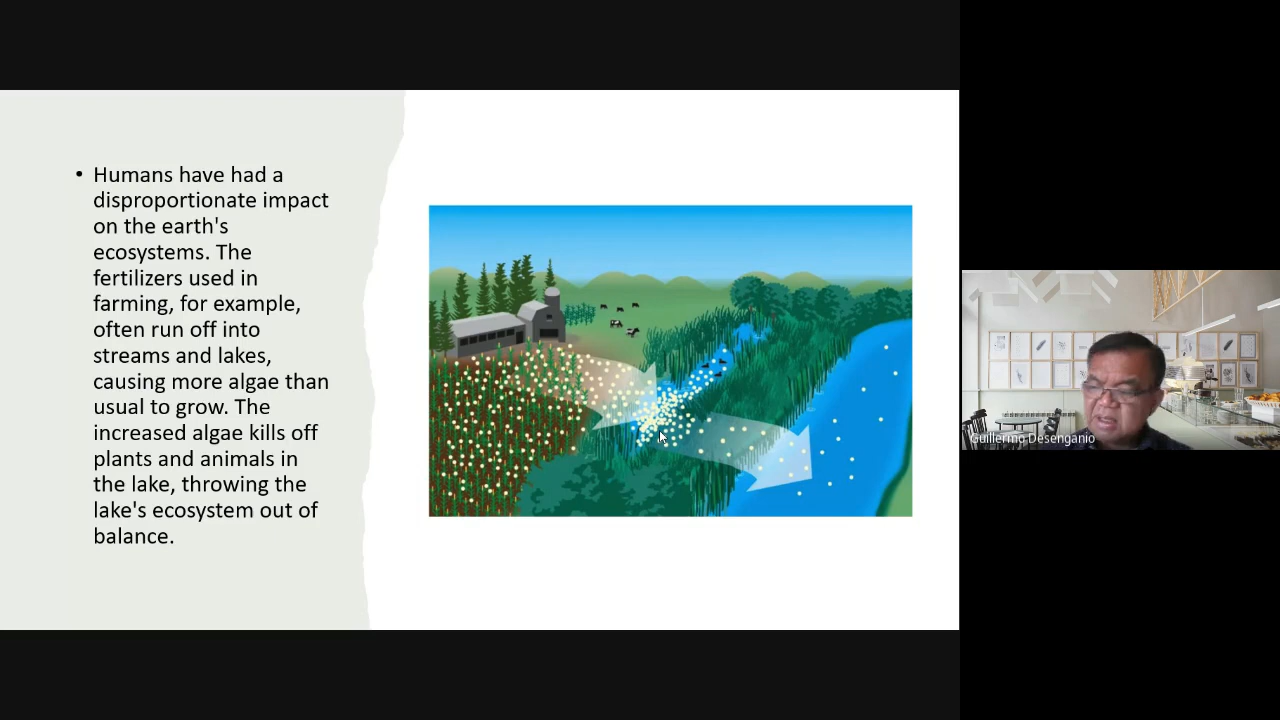 • Humans have had a
disproportionate impact
on the earth's
ecosystems. The
fertilizers used in
farming, for example,
often run off into
streams and lakes,
causing more algae than
usual to grow. The
increased algae kills off
plants and animals in
the lake, throwing the
lake's ecosystem out of
balance.
Guillermo Desenganio